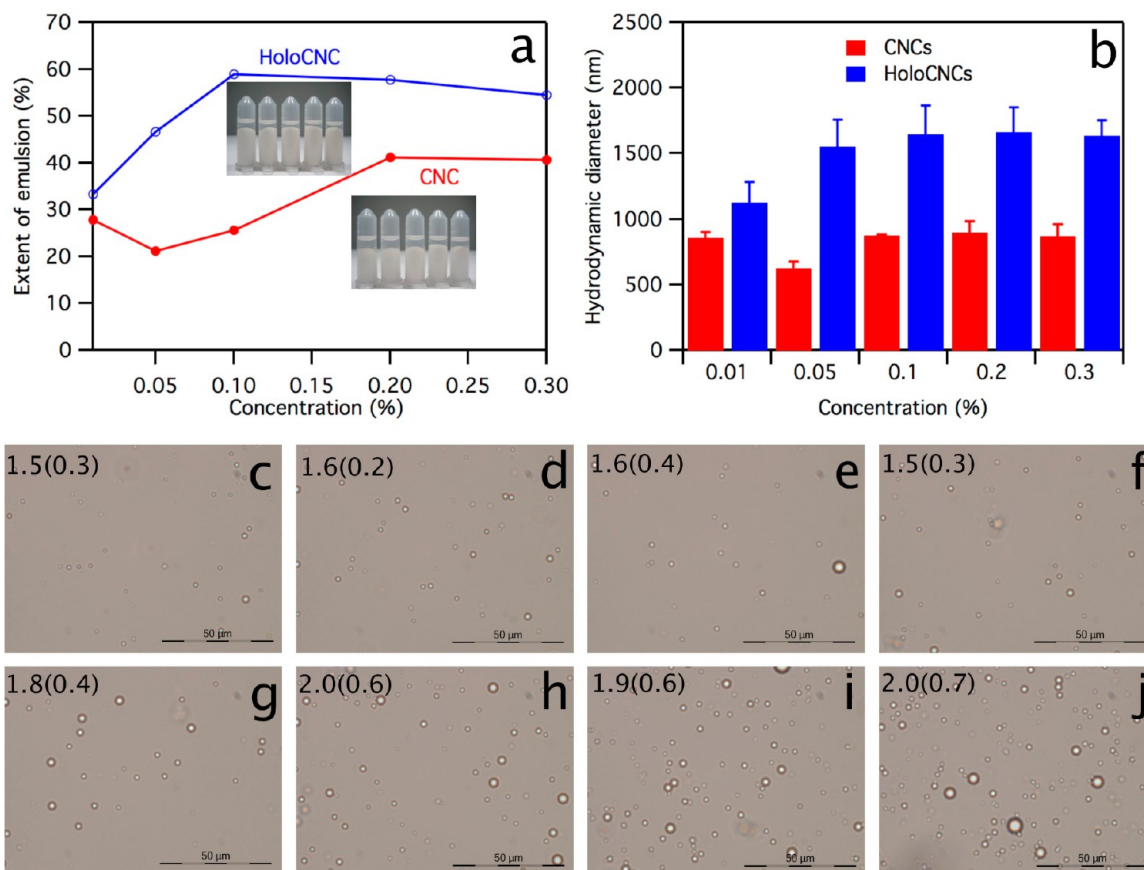 a
HoloCNC
CNC
Extent of emulsion (%)
70
60
50
40
30
20
10
0
0.05
0.10
0.15
0.20
0.25
0.30
Concentration (%)
b
CNCs
HoloCNCs
Hydrodynamic diameter (nm)
2500
2000
1500
1000
500
0
0.01
0.05
0.1
0.2
0.3
Concentration (%)
1.5(0.3)
c
50 µm
1.6(0.2)
d
50 µm
1.6(0.4)
e
50 µm
1.5(0.3)
f
50 µm
1.8(0.4)
g
50 µm
2.0(0.6)
h
50 µm
1.9(0.6)
i
50 µm
2.0(0.7)
j
50 µm